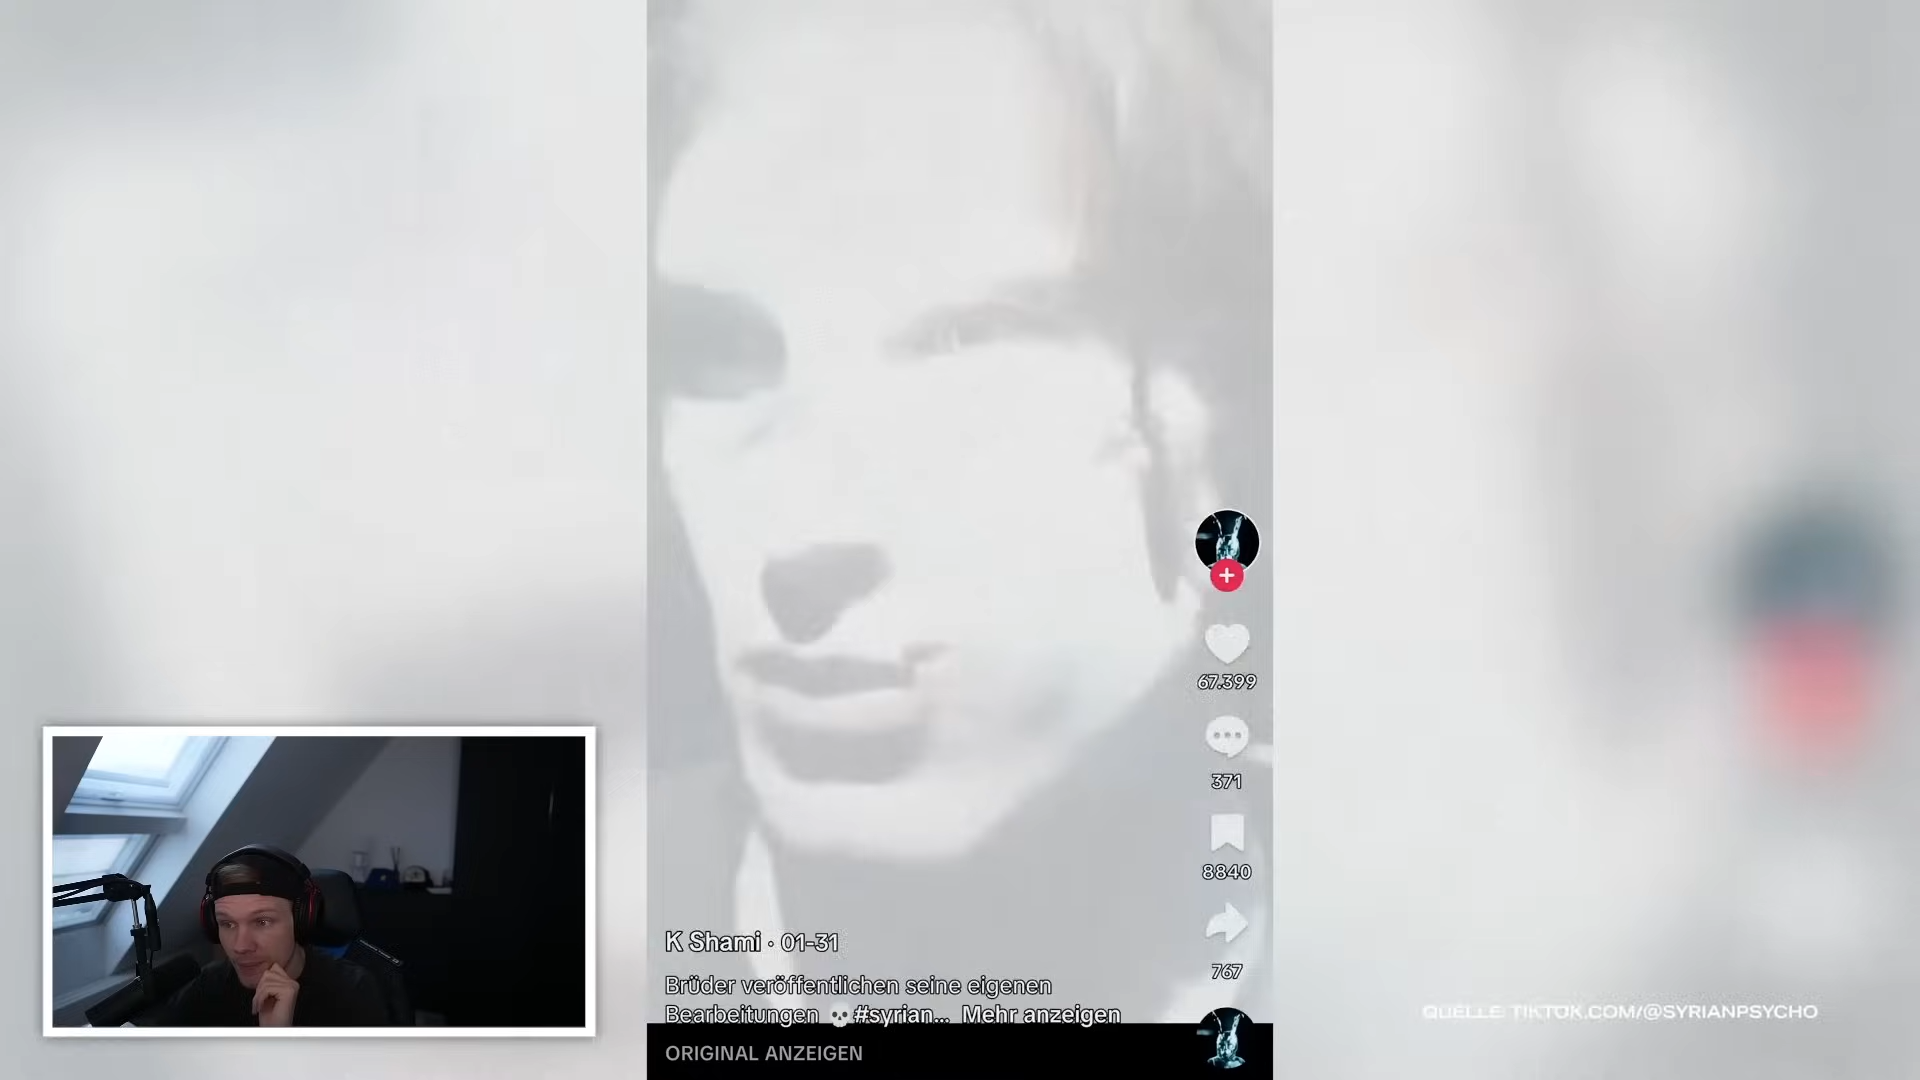 67.399
371
8840
767
K Shami · 01-31
Brüder veröffentlichen seine eigenen
Bearbeitungen 💀#syrian... Mehr anzeigen
ORIGINAL ANZEIGEN
QUELLE: TIKTOK.COM/@SYRIANPSYCHO